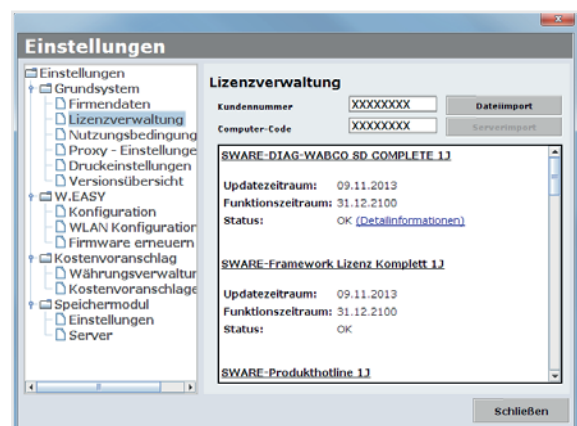 Einstellungen
Einstellungen
Grundsystem
Firmendaten
Lizenzverwaltung
Nutzungsbedingung
Proxy - Einstellunge
Druckeinstellungen
Versionsübersicht
W.EASY
Konfiguration
WLAN Konfiguration
Firmware erneuern
Kostenvoranschlag
Währungsverwaltur
Kostenvoranschlage
Speichermodul
Einstellungen
Server
Lizenzverwaltung
Kundennummer XXXXXXXX Dateiimport
Computer-Code XXXXXXXX Serverimport
SWARE-DIAG-WABCO SD COMPLETE 1J
Updatezeitraum: 09.11.2013
Funktionszeitraum: 31.12.2100
Status: OK (Detailinformationen)
SWARE-Framework Lizenz Komplett 1J
Updatezeitraum: 09.11.2013
Funktionszeitraum: 31.12.2100
Status: OK
SWARE-Produkthotline 1J
Schließen